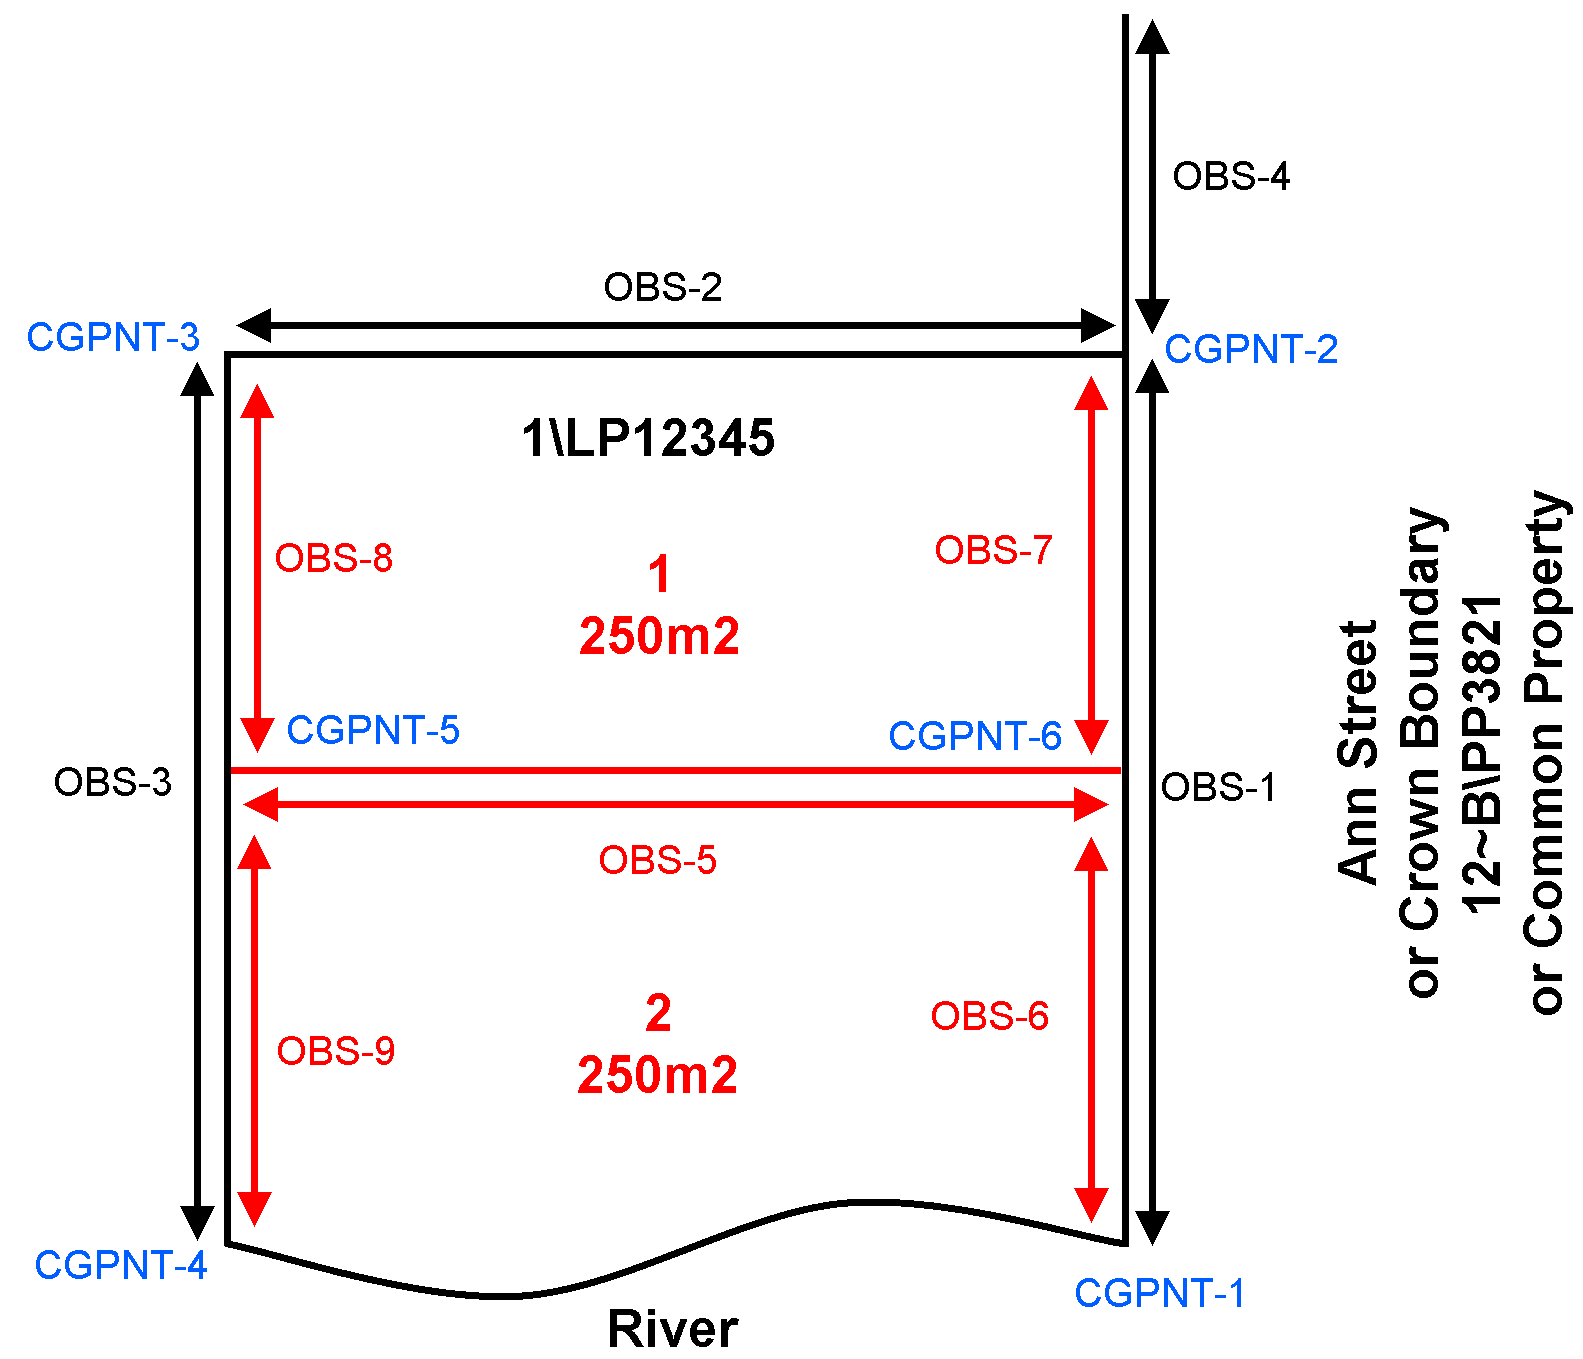 OBS-4
OBS-2
CGPNT-3
CGPNT-2
1\LP12345
OBS-8
OBS-7
1
250m2
CGPNT-5
CGPNT-6
OBS-3
OBS-1
OBS-5
2
250m2
OBS-9
OBS-6
CGPNT-4
CGPNT-1
River
Ann Street
or Crown Boundary
12~B\PP3821
or Common Property